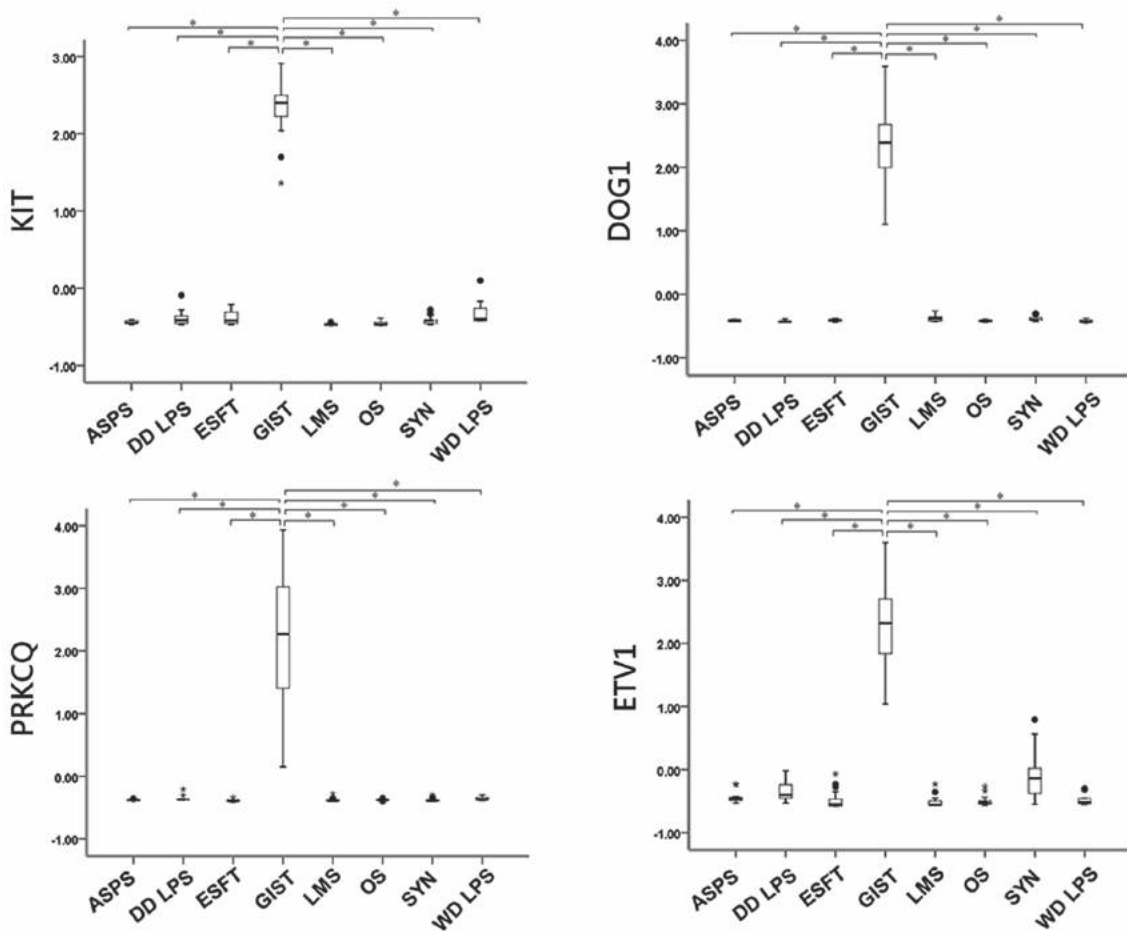 KIT
3.00
2.00
1.00
-0.00
-1.00
ASPS
DD LPS
ESFT
GIST
LMS
OS
SYN
WD LPS
DOG1
4.00
3.00
2.00
1.00
-0.00
-1.00
ASPS
DD LPS
ESFT
GIST
LMS
OS
SYN
WD LPS
PRKCQ
4.00
3.00
2.00
1.00
-0.00
-1.00
ASPS
DD LPS
ESFT
GIST
LMS
OS
SYN
WD LPS
ETV1
4.00
3.00
2.00
1.00
-0.00
-1.00
ASPS
DD LPS
ESFT
GIST
LMS
OS
SYN
WD LPS